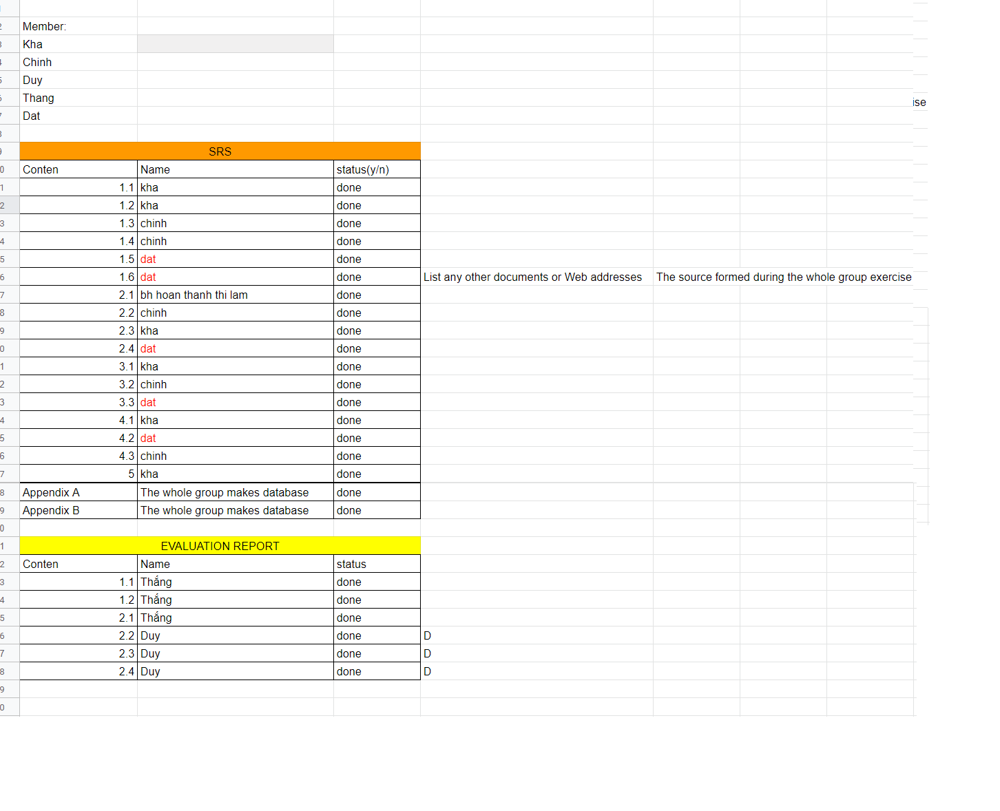 Member:
Kha
Chinh
Duy
Thang
ise
Dat
SRS
Conten Name status(y/n)
1.1 kha done
1.2 kha done
1.3 chinh done
1.4 chinh done
1.5 dat done
1.6 dat done List any other documents or Web addresses The source formed during the whole group exercise
2.1 bh hoan thanh thi lam done
2.2 chinh done
2.3 kha done
2.4 dat done
3.1 kha done
3.2 chinh done
3.3 dat done
4.1 kha done
4.2 dat done
4.3 chinh done
5 kha done
Appendix A The whole group makes database done
Appendix B The whole group makes database done
EVALUATION REPORT
Conten Name status
1.1 Thắng done
1.2 Thắng done
2.1 Thắng done
2.2 Duy done D
2.3 Duy done D
2.4 Duy done D